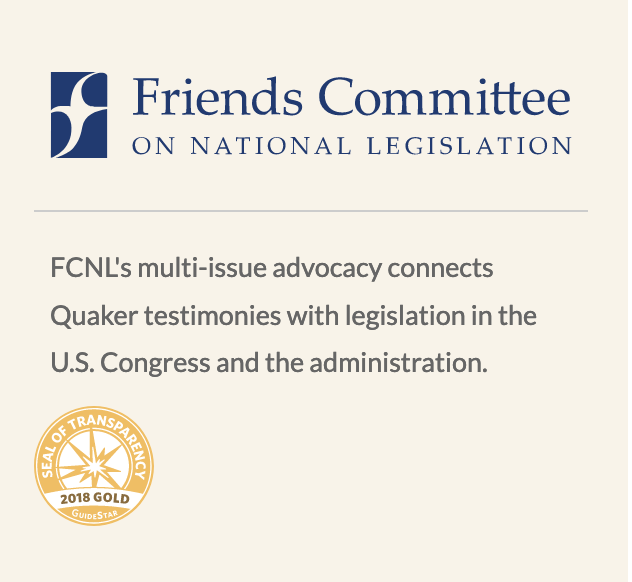 Friends Committee
ON NATIONAL LEGISLATION
FCNL's multi-issue advocacy connects
Quaker testimonies with legislation in the
U.S. Congress and the administration.
SEAL OF TRANSPARENCY
2018 GOLD
GUIDESTAR